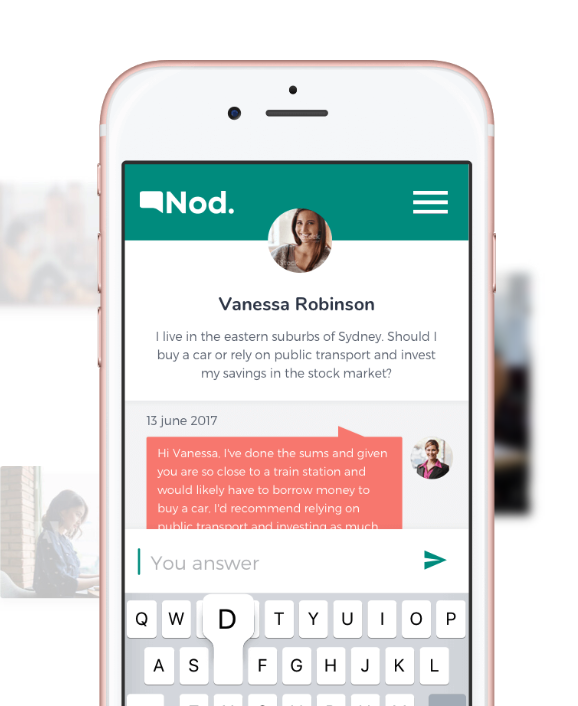 Nod.
Vanessa Robinson
I live in the eastern suburbs of Sydney. Should I
buy a car or rely on public transport and invest
my savings in the stock market?
13 june 2017
Hi Vanessa, I've done the sums and given
you are so close to a train station and
would likely have to borrow money to
buy a car, I'd recommend relying on
public transport and investing as much
You answer
Q W D T Y U I O P
A S F G H J K L